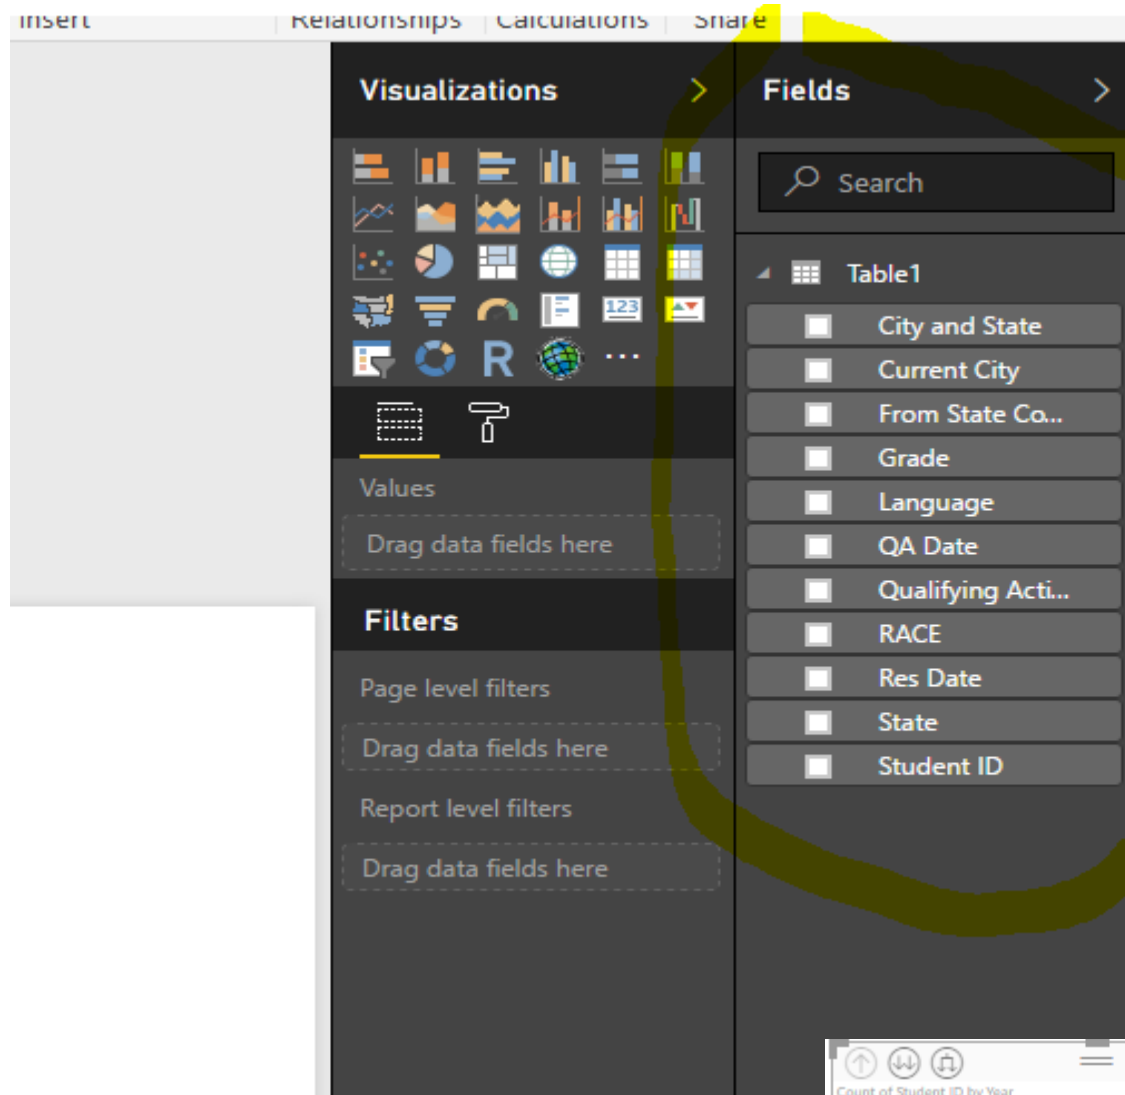 Insert
Relationships
Calculations
Share
Visualizations
R
123
Values
Drag data fields here
Filters
Page level filters
Drag data fields here
Report level filters
Drag data fields here
Fields
Search
Table1
City and State
Current City
From State Co...
Grade
Language
QA Date
Qualifying Acti...
RACE
Res Date
State
Student ID
Count of Student ID by Year